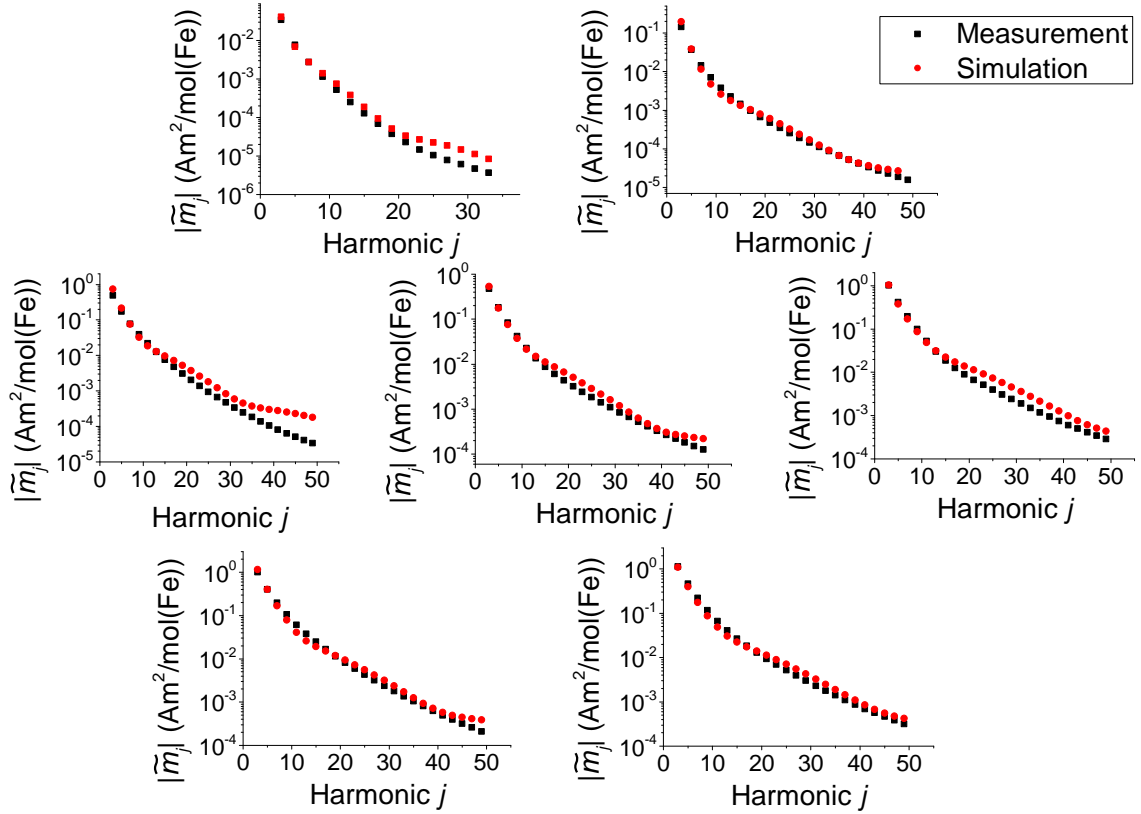 Measurement
Simulation
|m̃ⱼ| (Am²/mol(Fe))
10⁻²
10⁻³
10⁻⁴
10⁻⁵
10⁻⁶
0 10 20 30
Harmonic j
|m̃ⱼ| (Am²/mol(Fe))
10⁻¹
10⁻²
10⁻³
10⁻⁴
10⁻⁵
0 10 20 30 40 50
Harmonic j
|m̃ⱼ| (Am²/mol(Fe))
10⁰
10⁻¹
10⁻²
10⁻³
10⁻⁴
10⁻⁵
0 10 20 30 40 50
Harmonic j
|m̃ⱼ| (Am²/mol(Fe))
10⁰
10⁻¹
10⁻²
10⁻³
10⁻⁴
0 10 20 30 40 50
Harmonic j
|m̃ⱼ| (Am²/mol(Fe))
10⁰
10⁻¹
10⁻²
10⁻³
10⁻⁴
0 10 20 30 40 50
Harmonic j
|m̃ⱼ| (Am²/mol(Fe))
10⁰
10⁻¹
10⁻²
10⁻³
10⁻⁴
0 10 20 30 40 50
Harmonic j
|m̃ⱼ| (Am²/mol(Fe))
10⁰
10⁻¹
10⁻²
10⁻³
10⁻⁴
0 10 20 30 40 50
Harmonic j